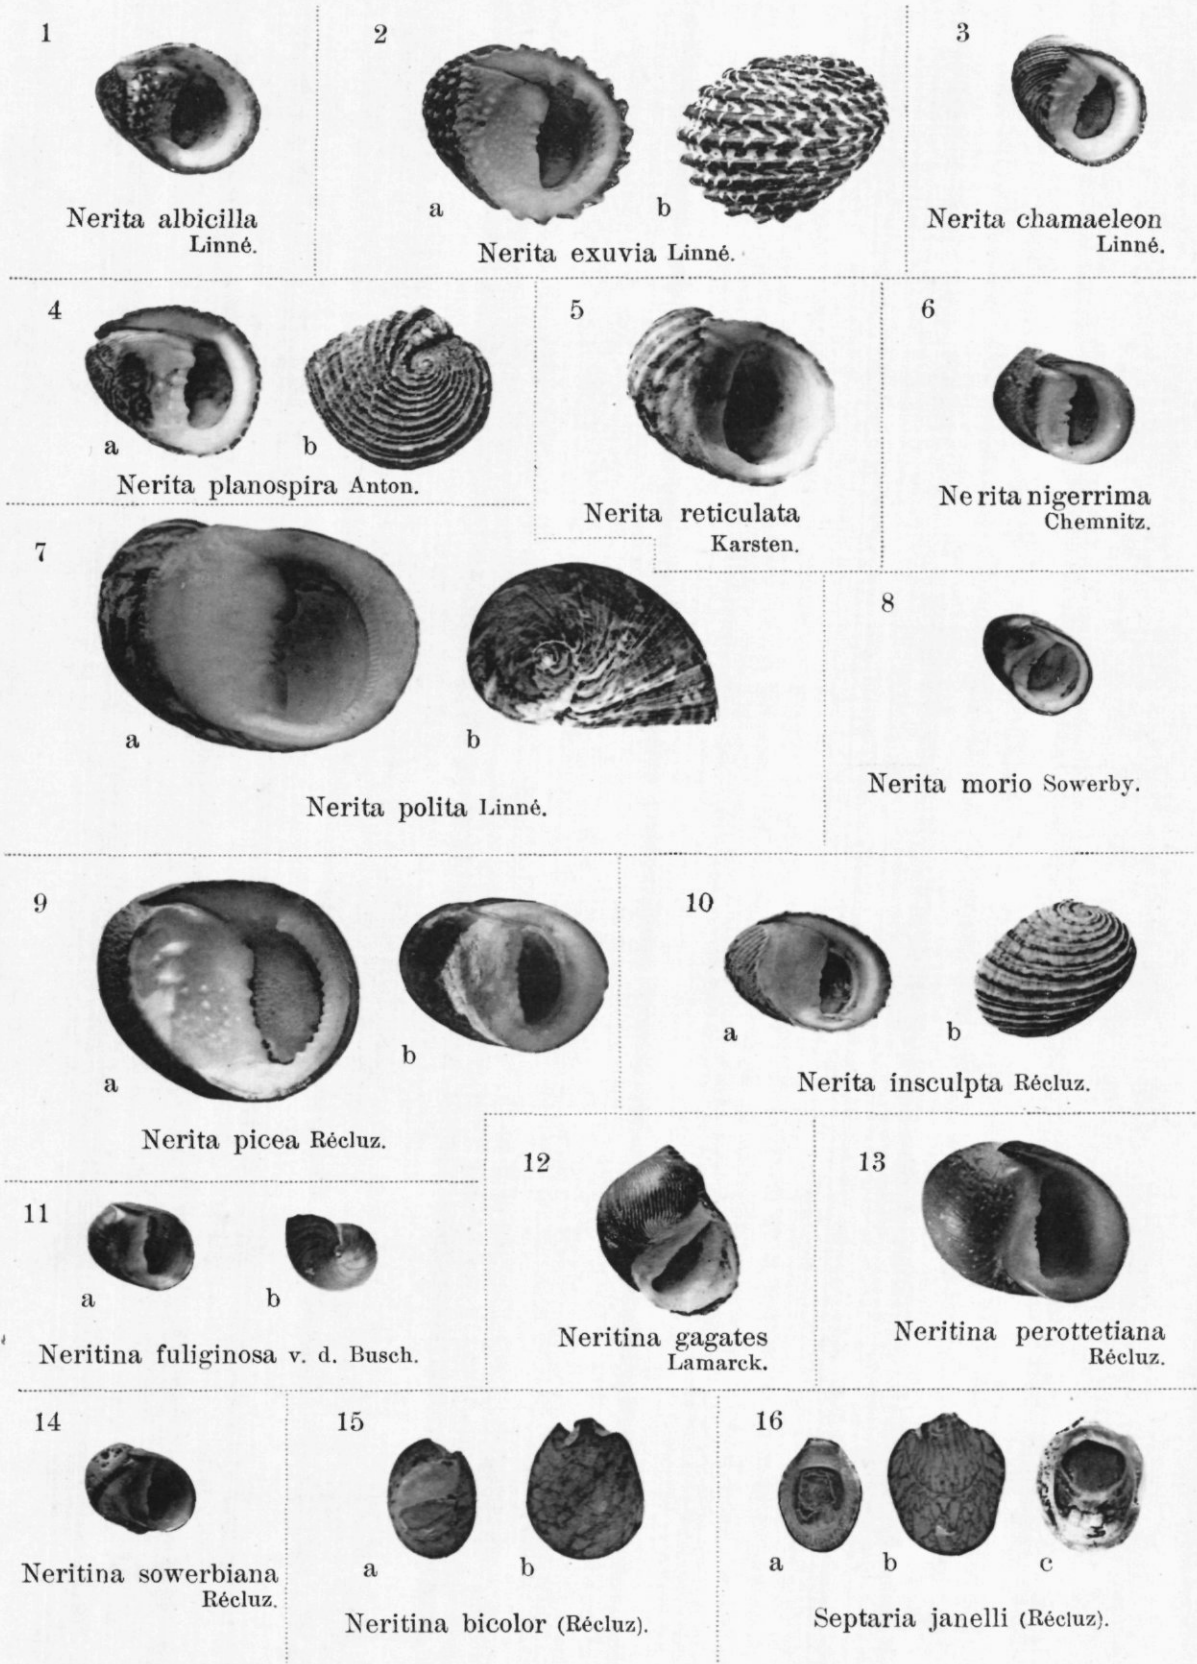 1
Nerita albicilla
Linné.
2
a
b
Nerita exuvia Linné.
3
Nerita chamaeleon
Linné.
4
a
b
Nerita planospira Anton.
5
Nerita reticulata
Karsten.
6
Nerita nigerrima
Chemnitz.
7
a
b
Nerita polita Linné.
8
Nerita morio Sowerby.
9
a
b
Nerita picea Récluz.
10
a
b
Nerita insculpta Récluz.
11
a
b
Neritina fuliginosa v. d. Busch.
12
Neritina gagates
Lamarck.
13
Neritina perottetiana
Récluz.
14
Neritina sowerbiana
Récluz.
15
a
b
Neritina bicolor (Récluz).
16
a
b
c
Septaria janelli (Récluz).